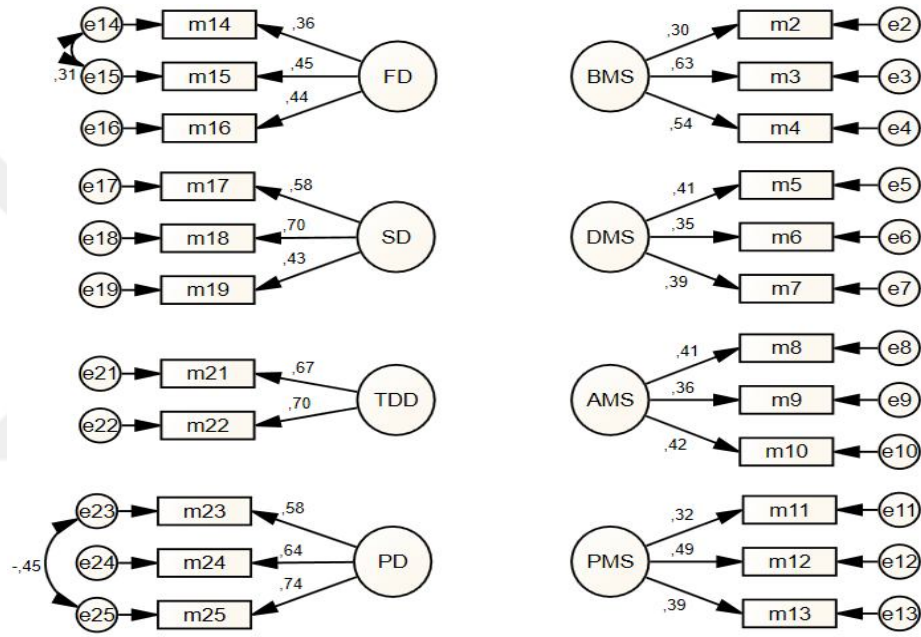 e14 m14 ,36
,31 e15 m15 ,45 FD
e16 m16 ,44
e17 m17 ,58
e18 m18 ,70 SD
e19 m19 ,43
e21 m21 ,67
e22 m22 ,70 TDD
e23 m23 ,58
-,45 e24 m24 ,64 PD
e25 m25 ,74
,30 m2 e2
BMS ,63 m3 e3
,54 m4 e4
,41 m5 e5
DMS ,35 m6 e6
,39 m7 e7
,41 m8 e8
AMS ,36 m9 e9
,42 m10 e10
,32 m11 e11
PMS ,49 m12 e12
,39 m13 e13